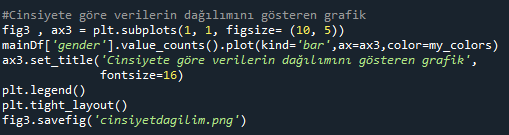 #Cinsiyete göre verilerin dağılımını gösteren grafik
fig3 , ax3 = plt.subplots(1, 1, figsize= (10, 5))
mainDf['gender'].value_counts().plot(kind='bar',ax=ax3,color=my_colors)
ax3.set_title('Cinsiyete göre verilerin dağılımını gösteren grafik',
fontsize=16)
plt.legend()
plt.tight_layout()
fig3.savefig('cinsiyetdagilim.png')